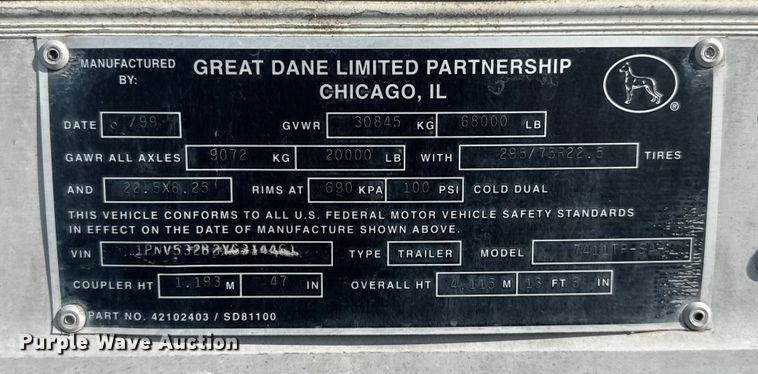 MANUFACTURED BY: GREAT DANE LIMITED PARTNERSHIP
CHICAGO, IL
®
DATE /99 GVWR 30845 KG 68000 LB
GAWR ALL AXLES 9072 KG 20000 LB WITH 295/75R22.5 TIRES
AND 22.5X8.25 RIMS AT 690 KPA 100 PSI COLD DUAL
THIS VEHICLE CONFORMS TO ALL U.S. FEDERAL MOTOR VEHICLE SAFETY STANDARDS
IN EFFECT ON THE DATE OF MANUFACTURE SHOWN ABOVE.
VIN TYPE TRAILER MODEL
COUPLER HT 1.193 M 47 IN OVERALL HT 4.115 M 13 FT 6 IN
PART NO. 42102403 / SD81100
Purple Wave Auction